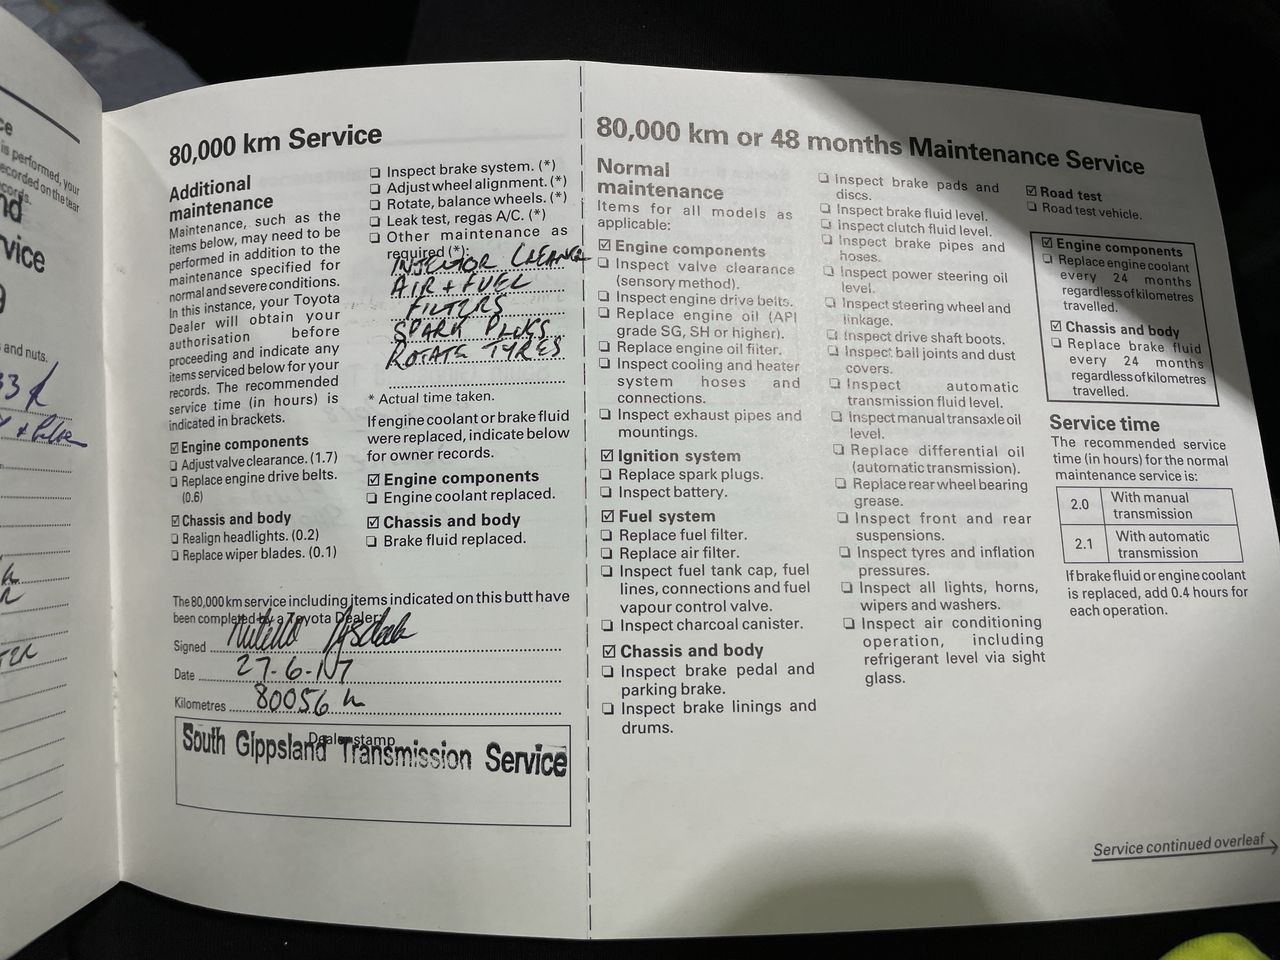 ce
is performed, your
ecorded on the tear
cords.
nd
rvice
9
and nuts.
80,000 km Service
Additional
maintenance
Maintenance, such as the
items below, may need to be
performed in addition to the
maintenance specified for
normal and severe conditions.
In this instance, your Toyota
Dealer will obtain your
authorisation before
proceeding and indicate any
items serviced below for your
records. The recommended
service time (in hours) is
indicated in brackets.
☑ Engine components
❏ Adjust valve clearance. (1.7)
❏ Replace engine drive belts.
(0.6)
☑ Chassis and body
❏ Realign headlights. (0.2)
❏ Replace wiper blades. (0.1)
❏ Inspect brake system. (*)
❏ Adjust wheel alignment. (*)
❏ Rotate, balance wheels. (*)
❏ Leak test, regas A/C. (*)
❏ Other maintenance as
required (*):
INJECTOR CLEANER
AIR + FUEL
FILTERS
SPARK PLUGS
ROTATE TYRES
* Actual time taken.
If engine coolant or brake fluid
were replaced, indicate below
for owner records.
☑ Engine components
❏ Engine coolant replaced.
☑ Chassis and body
❏ Brake fluid replaced.
The 80,000 km service including items indicated on this butt have
been completed by a Toyota Dealer.
Signed
Date 27-6-
Kilometres 80056
Dealer stamp
South Gippsland Transmission Service
80,000 km or 48 months Maintenance Service
Normal
maintenance
Items for all models as
applicable:
☑ Engine components
❏ Inspect valve clearance
(sensory method).
❏ Inspect engine drive belts.
❏ Replace engine oil (API
grade SG, SH or higher).
❏ Replace engine oil filter.
❏ Inspect cooling and heater
system hoses and
connections.
❏ Inspect exhaust pipes and
mountings.
☑ Ignition system
❏ Replace spark plugs.
❏ Inspect battery.
☑ Fuel system
❏ Replace fuel filter.
❏ Replace air filter.
❏ Inspect fuel tank cap, fuel
lines, connections and fuel
vapour control valve.
❏ Inspect charcoal canister.
☑ Chassis and body
❏ Inspect brake pedal and
parking brake.
❏ Inspect brake linings and
drums.
❏ Inspect brake pads and
discs.
❏ Inspect brake fluid level.
❏ Inspect clutch fluid level.
❏ Inspect brake pipes and
hoses.
❏ Inspect power steering oil
level.
❏ Inspect steering wheel and
linkage.
❏ Inspect drive shaft boots.
❏ Inspect ball joints and dust
covers.
❏ Inspect automatic
transmission fluid level.
❏ Inspect manual transaxle oil
level.
❏ Replace differential oil
(automatic transmission).
❏ Replace rear wheel bearing
grease.
❏ Inspect front and rear
suspensions.
❏ Inspect tyres and inflation
pressures.
❏ Inspect all lights, horns,
wipers and washers.
❏ Inspect air conditioning
operation, including
refrigerant level via sight
glass.
☑ Road test
❏ Road test vehicle.
☑ Engine components
❏ Replace engine coolant
every 24 months
regardless of kilometres
travelled.
☑ Chassis and body
❏ Replace brake fluid
every 24 months
regardless of kilometres
travelled.
Service time
The recommended service
time (in hours) for the normal
maintenance service is:
2.0 With manual
transmission
2.1 With automatic
transmission
If brake fluid or engine coolant
is replaced, add 0.4 hours for
each operation.
Service continued overleaf